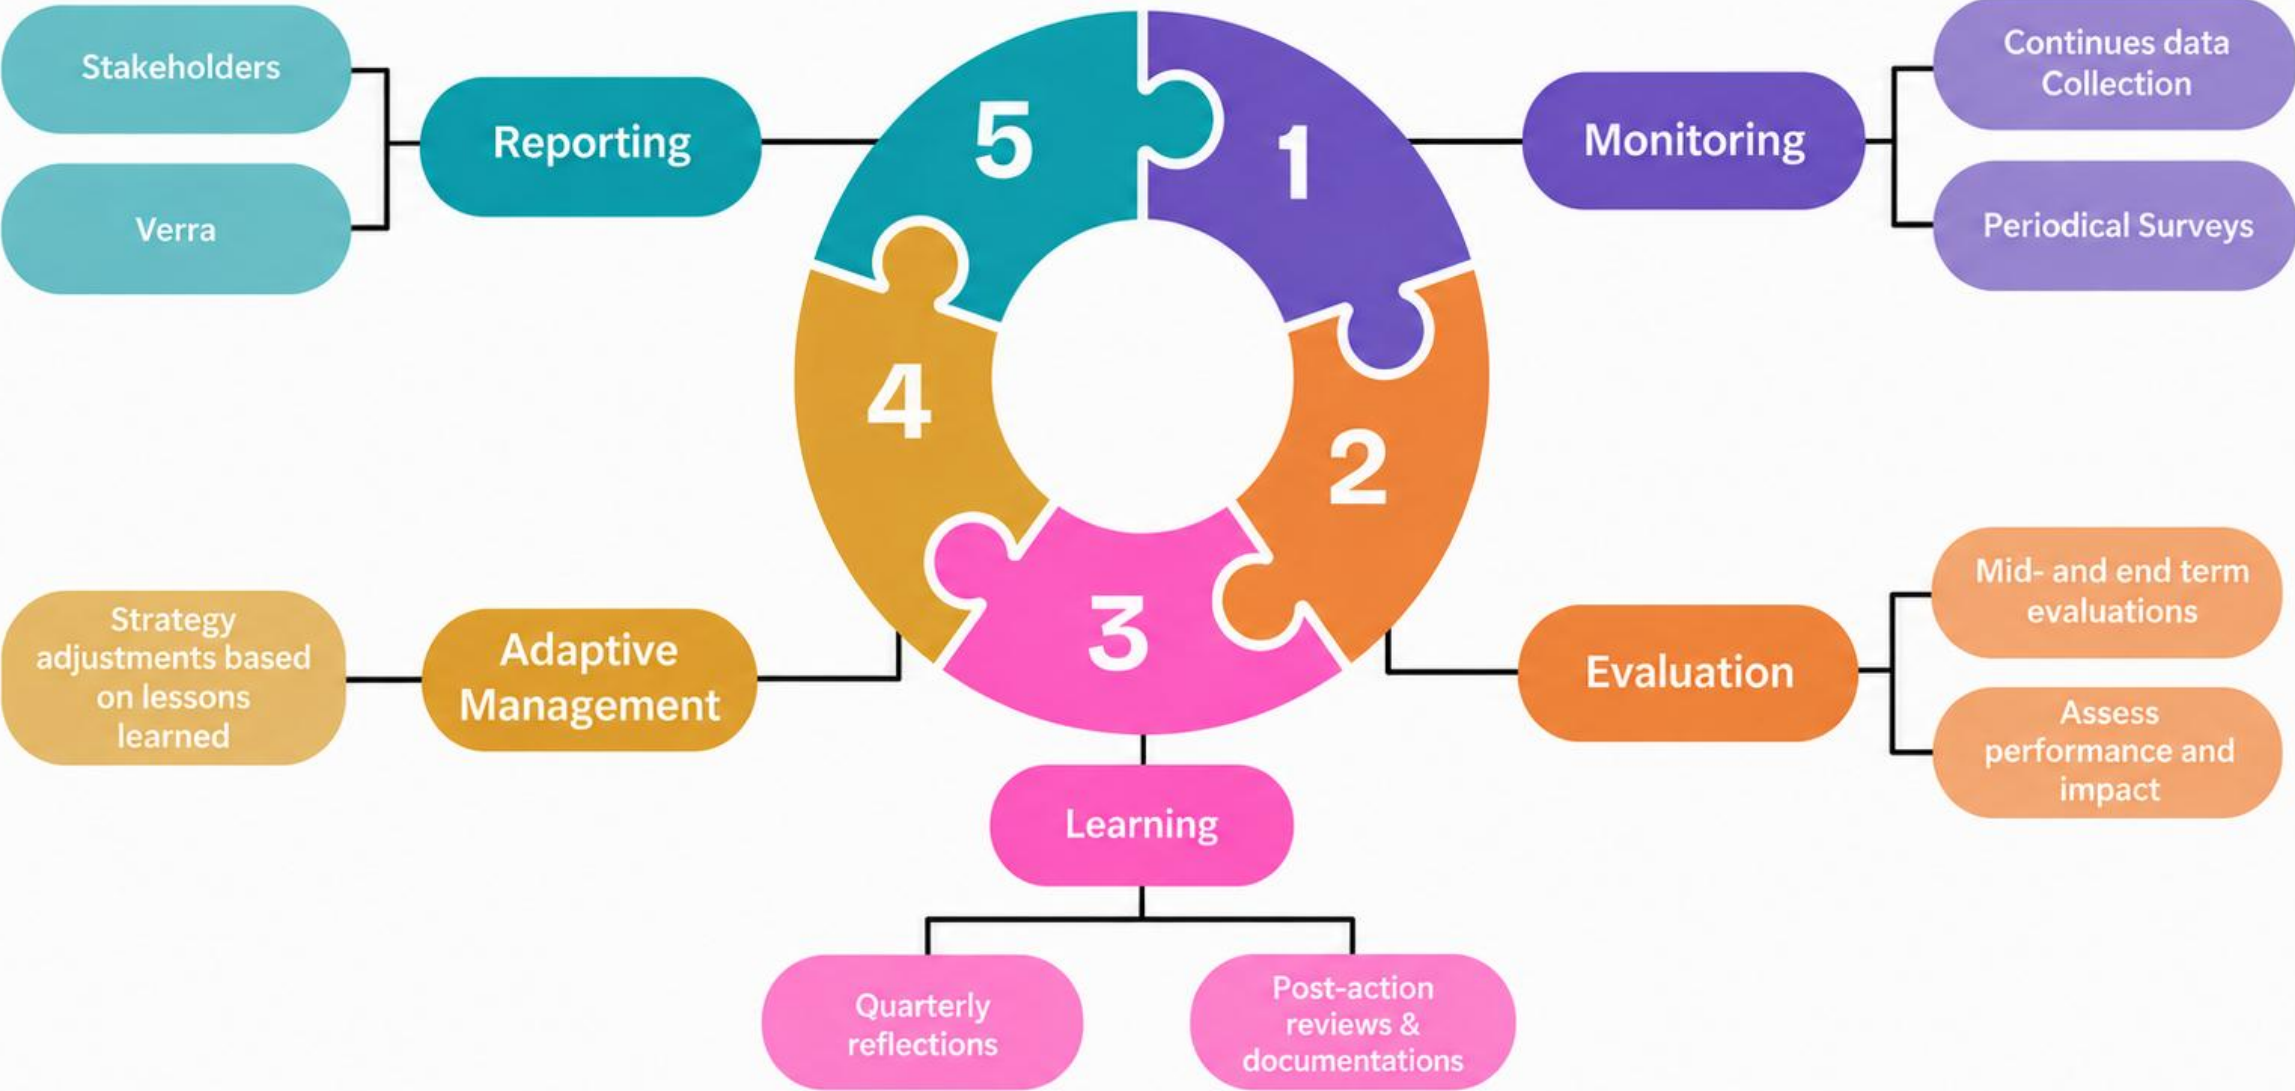 Stakeholders
Verra
Reporting
5
1
Monitoring
Continues data
Collection
Periodical Surveys
4
2
3
Strategy
adjustments based
on lessons
learned
Adaptive
Management
Evaluation
Mid- and end term
evaluations
Assess
performance and
impact
Learning
Quarterly
reflections
Post-action
reviews &
documentations